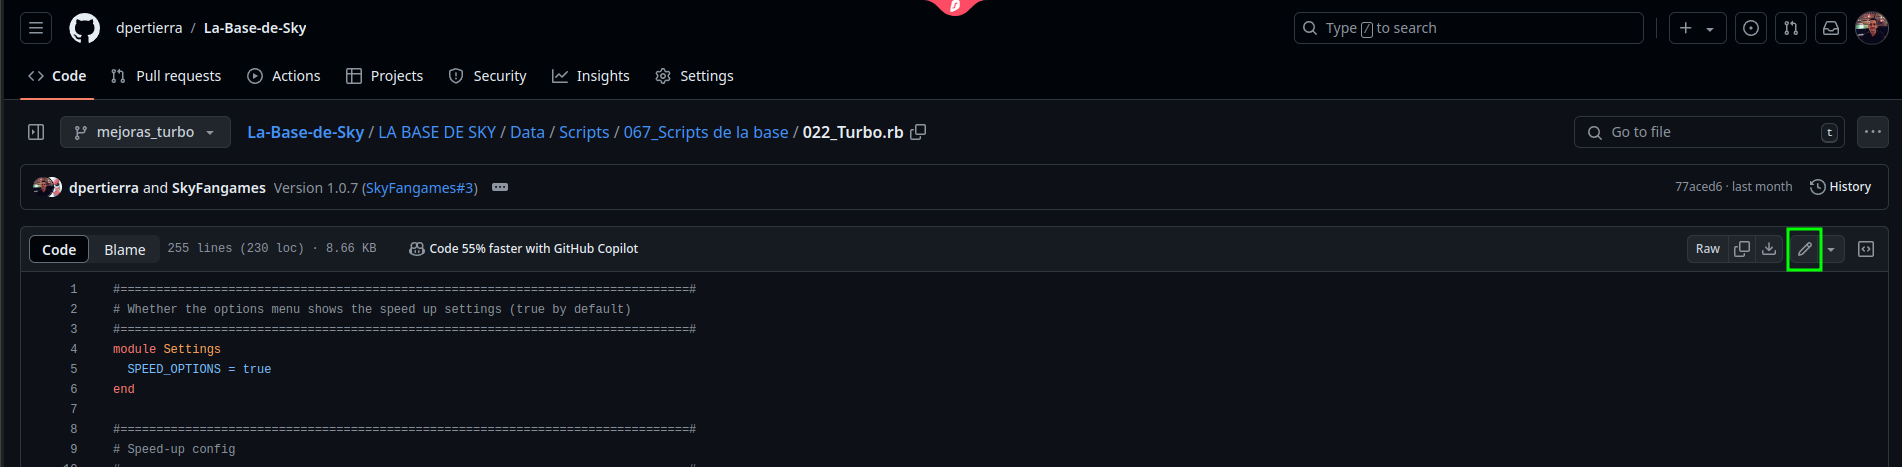 dpertierra / La-Base-de-Sky
Type / to search
Code Pull requests Actions Projects Security Insights Settings
mejoras_turbo La-Base-de-Sky / LA BASE DE SKY / Data / Scripts / 067_Scripts de la base / 022_Turbo.rb
Go to file t
dpertierra and SkyFangames Version 1.0.7 (SkyFangames#3)
77aced6 · last month History
Code Blame 255 lines (230 loc) · 8.66 KB Code 55% faster with GitHub Copilot Raw
1 #===============================================================================#
2 # Whether the options menu shows the speed up settings (true by default)
3 #===============================================================================#
4 module Settings
5 SPEED_OPTIONS = true
6 end
7
8 #===============================================================================#
9 # Speed-up config